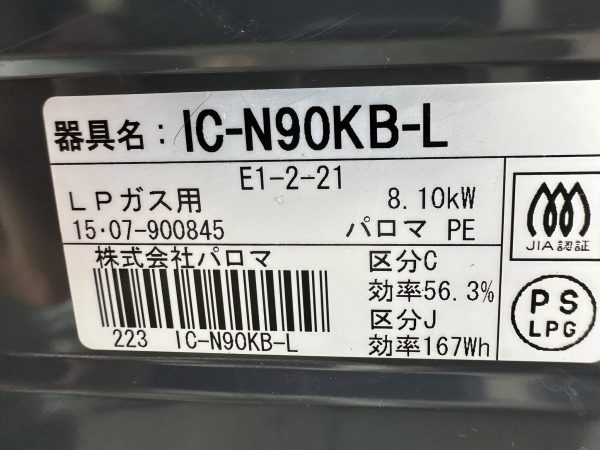 器具名：IC-N90KB-L
E1-2-21
LPガス用 8.10kW
15・07-900845 パロマ PE
株式会社パロマ
223 IC-N90KB-L
区分C
効率56.3%
区分J
効率167Wh
JIA認証
PS
LPG